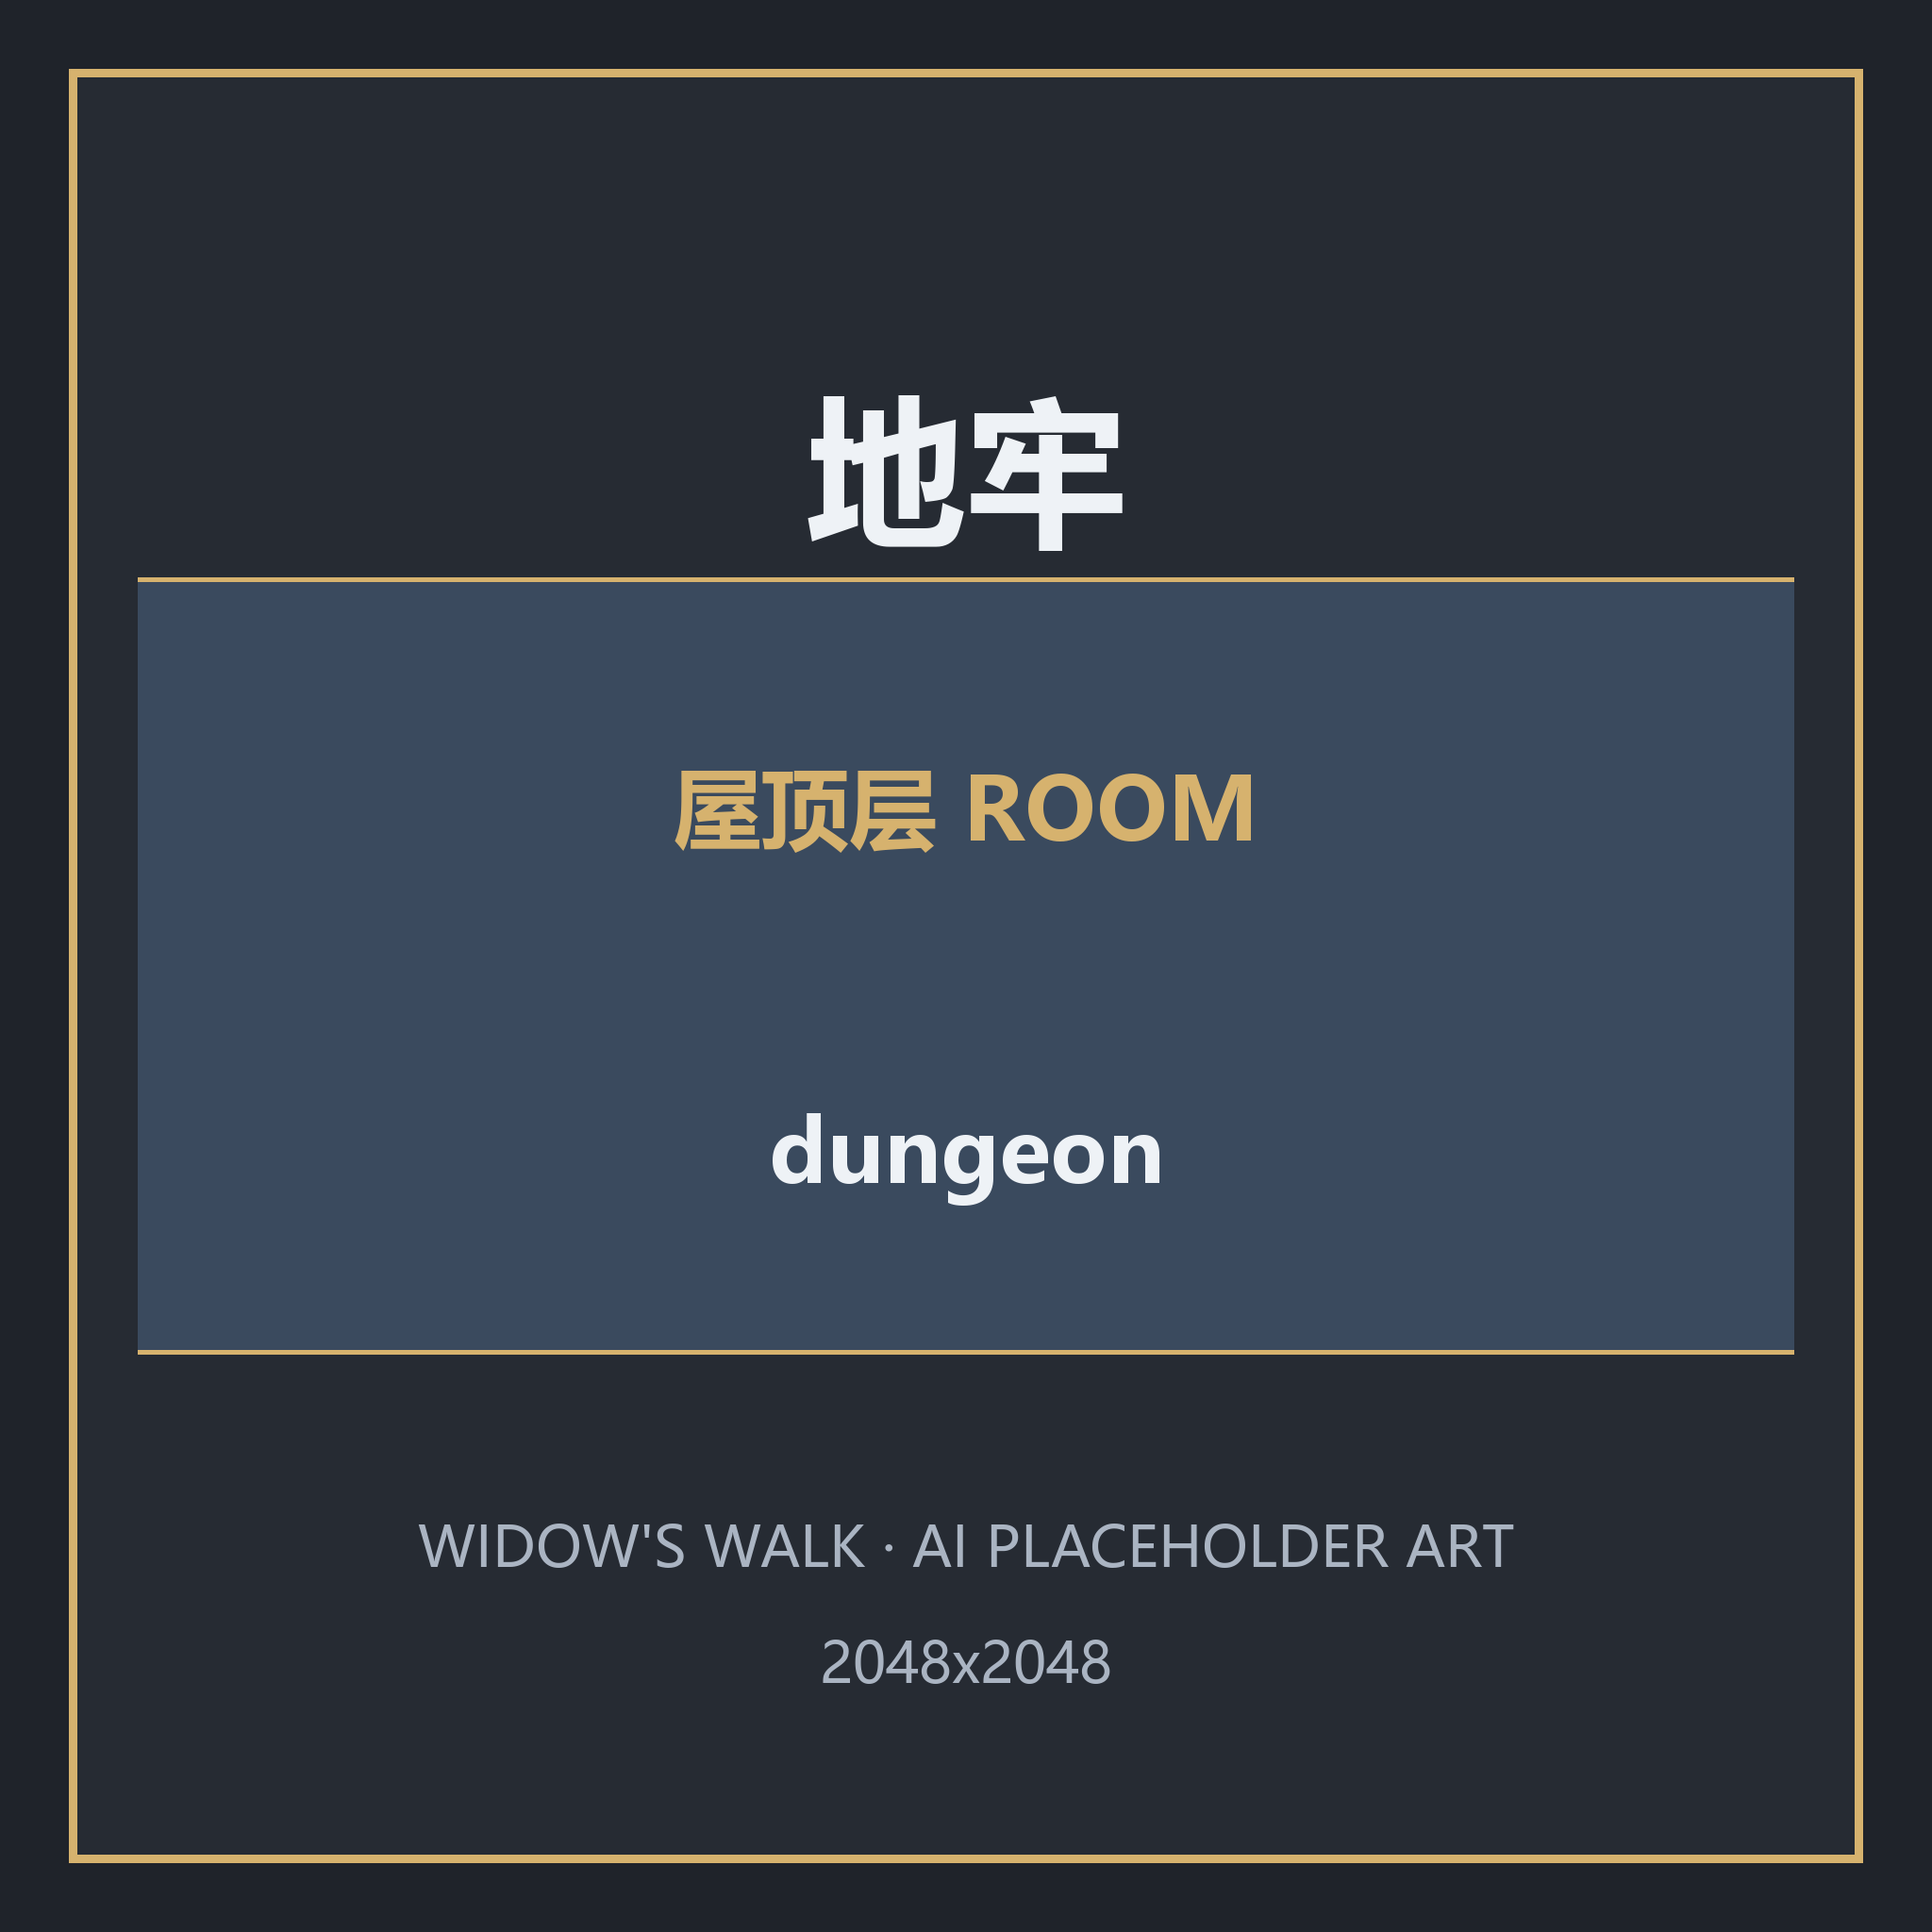 地牢
屋顶层 ROOM
dungeon
WIDOW'S WALK · AI PLACEHOLDER ART
2048x2048